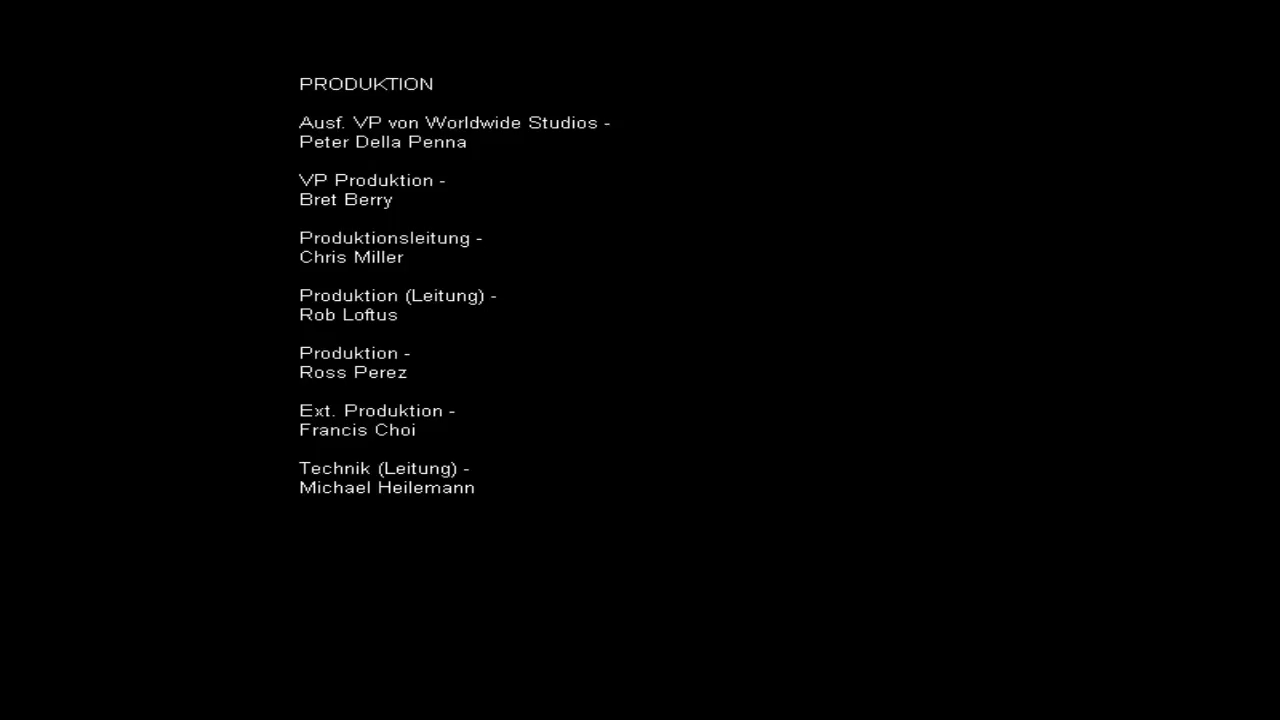 PRODUKTION
Ausf. VP von Worldwide Studios -
Peter Della Penna
VP Produktion -
Bret Berry
Produktionsleitung -
Chris Miller
Produktion (Leitung) -
Rob Loftus
Produktion -
Ross Perez
Ext. Produktion -
Francis Choi
Technik (Leitung) -
Michael Heilemann